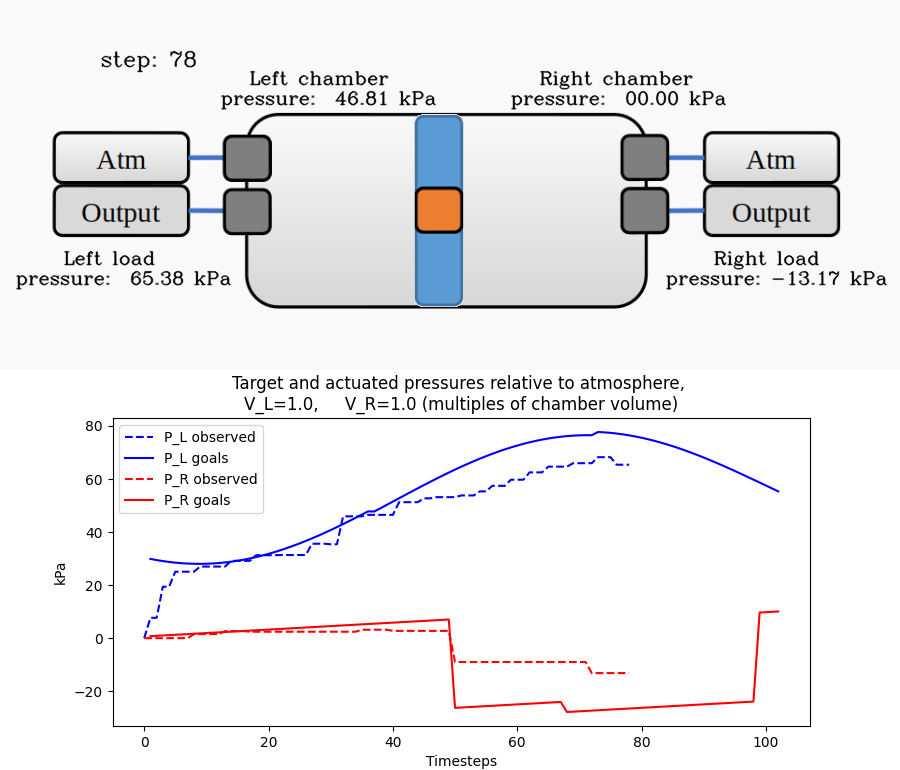 step: 78
Left chamber
pressure: 46.81 kPa
Right chamber
pressure: 00.00 kPa
Atm
Output
Atm
Output
Left load
pressure: 65.38 kPa
Right load
pressure: −13.17 kPa
Target and actuated pressures relative to atmosphere,
V_L=1.0, V_R=1.0 (multiples of chamber volume)
P_L observed
P_L goals
P_R observed
P_R goals
80
60
40
20
0
−20
kPa
0 20 40 60 80 100
Timesteps